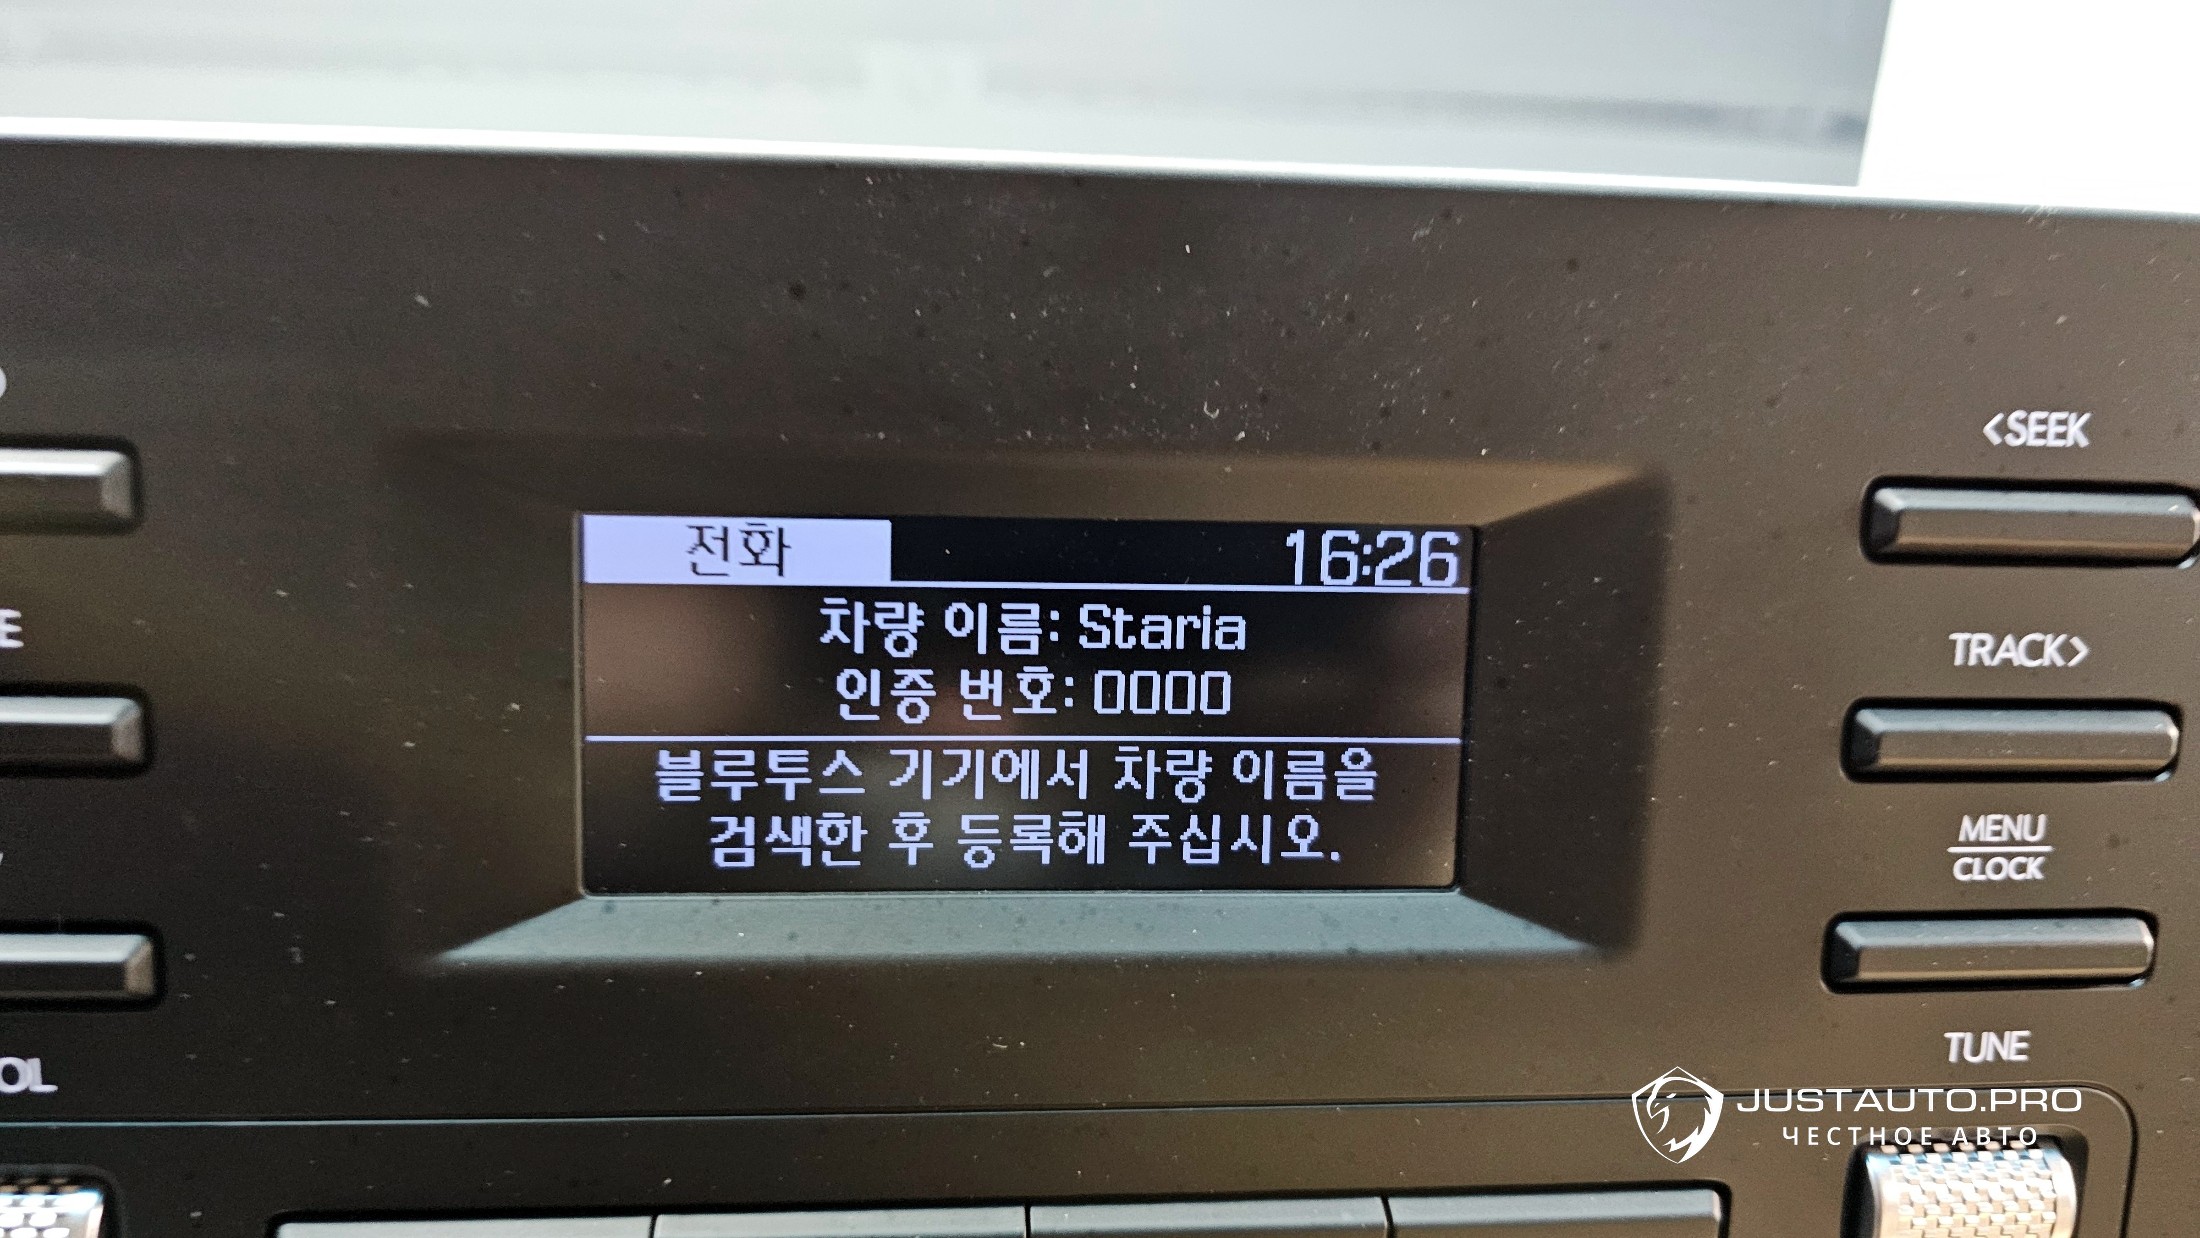 <SEEK
전화
16:26
차량 이름: Staria
인증 번호: 0000
TRACK>
블루투스 기기에서 차량 이름을
검색한 후 등록해 주십시오.
MENU
CLOCK
TUNE
JUSTAUTO.PRO
ЧЕСТНОЕ АВТО